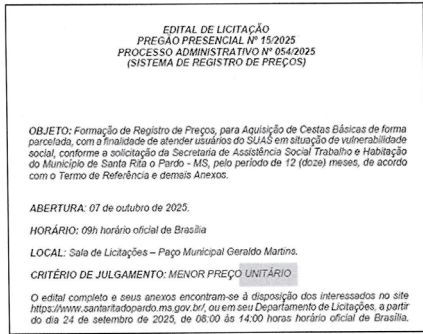 EDITAL DE LICITAÇÃO
PREGÃO PRESENCIAL Nº 15/2025
PROCESSO ADMINISTRATIVO Nº 054/2025
(SISTEMA DE REGISTRO DE PREÇOS)
OBJETO: Formação de Registro de Preços, para Aquisição de Cestas Básicas de forma
parcelada, com a finalidade de atender usuários do SUAS em situação de vulnerabilidade
social, conforme a solicitação da Secretaria de Assistência Social Trabalho e Habitação
do Município de Santa Rita o Pardo - MS, pelo período de 12 (doze) meses, de acordo
com o Termo de Referência e demais Anexos.
ABERTURA: 07 de outubro de 2025.
HORÁRIO: 09h horário oficial de Brasília
LOCAL: Sala de Licitações – Paço Municipal Geraldo Martins.
CRITÉRIO DE JULGAMENTO: MENOR PREÇO UNITÁRIO
O edital completo e seus anexos encontram-se à disposição dos interessados no site
https://www.santaritadopardo.ms.gov.br/, ou em seu Departamento de Licitações, a partir
do dia 24 de setembro de 2025, de 08:00 ás 14:00 horas horário oficial de Brasília.